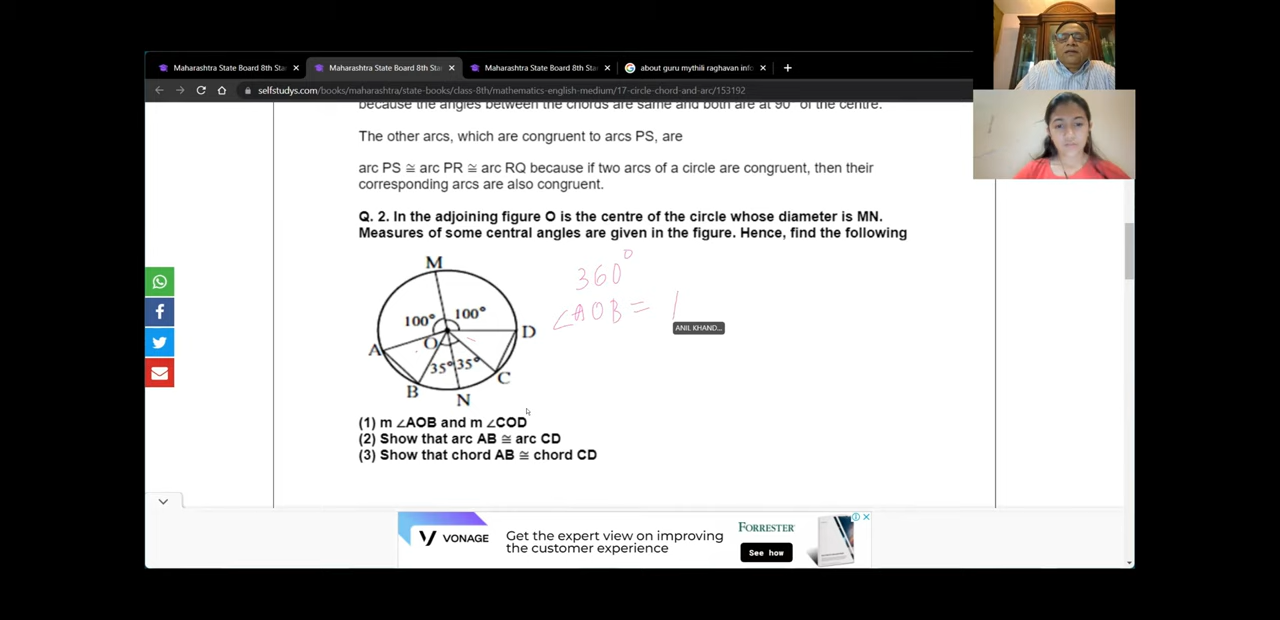 Maharashtra State Board 8th Sta
Maharashtra State Board 8th Sta
Maharashtra State Board 8th Sta
about guru mythili raghavan info
selfstudys.com/books/maharashtra/state-books/class-8th/mathematics-english-medium/17-circle-chord-and-arc/153192
because the angles between the chords are same and both are at 90° of the centre.
The other arcs, which are congruent to arcs PS, are
arc PS ≅ arc PR ≅ arc RQ because if two arcs of a circle are congruent, then their
corresponding arcs are also congruent.
Q. 2. In the adjoining figure O is the centre of the circle whose diameter is MN.
Measures of some central angles are given in the figure. Hence, find the following
M
100° 100°
A O D
35° 35°
B N C
360°
∠AOB =
ANIL KHAND...
(1) m ∠AOB and m ∠COD
(2) Show that arc AB ≅ arc CD
(3) Show that chord AB ≅ chord CD
VONAGE
Get the expert view on improving
the customer experience
FORRESTER
See how